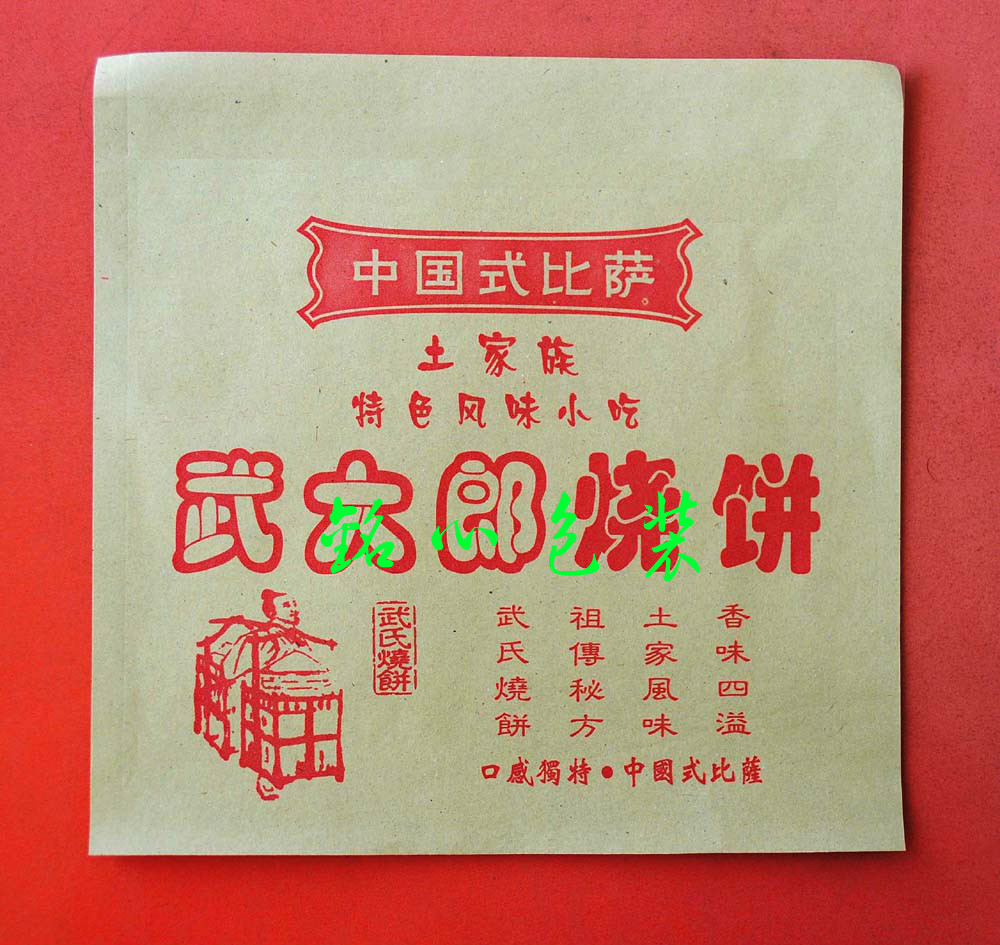 中国式比萨
土家族
特色风味小吃
武大郎烧饼
銘心包装
武氏燒餅
武氏燒餅
祖傳秘方
土家風味
香味四溢
口感獨特•中國式比薩